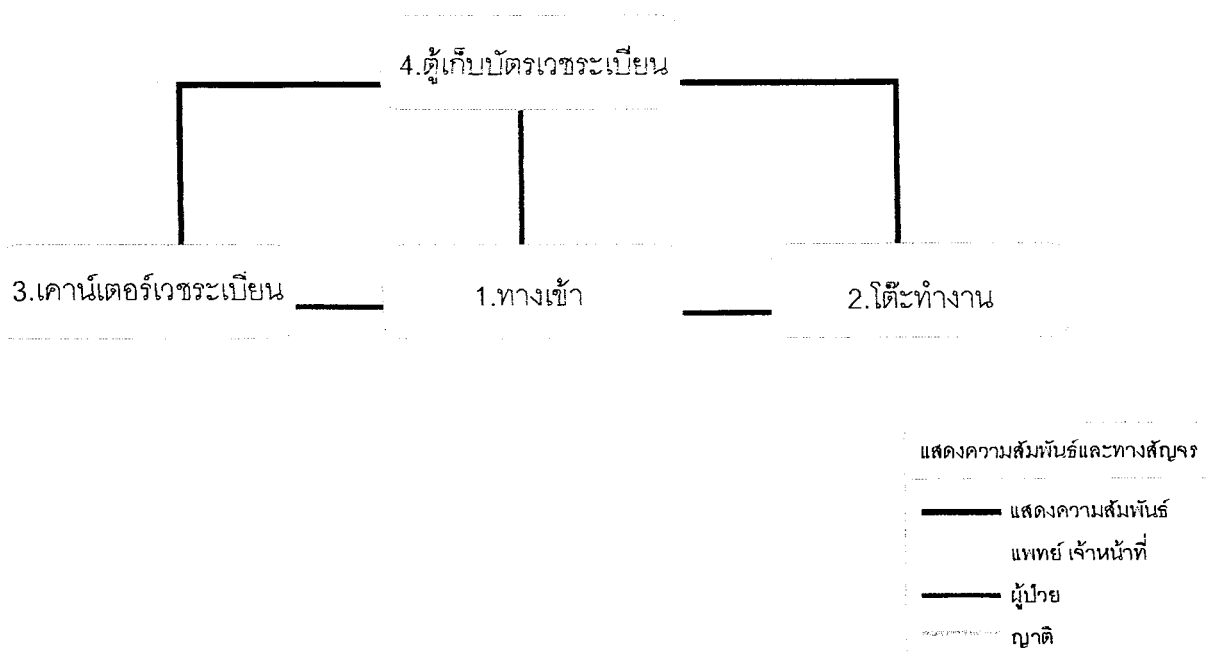 4.ตู้เก็บบัตรเวชระเบียน
3.เคาน์เตอร์เวชระเบียน
1.ทางเข้า
2.โต๊ะทำงาน
แสดงความสัมพันธ์และทางสัญจร
แสดงความสัมพันธ์
แพทย์ เจ้าหน้าที่
ผู้ป่วย
ญาติ